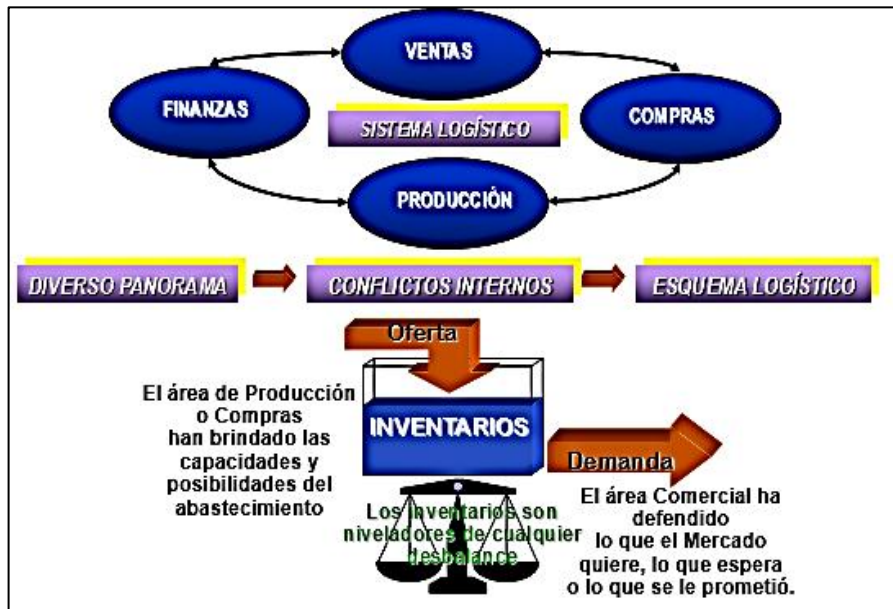 VENTAS
FINANZAS
COMPRAS
SISTEMA LOGÍSTICO
PRODUCCIÓN
DIVERSO PANORAMA
CONFLICTOS INTERNOS
ESQUEMA LOGÍSTICO
Oferta
El área de Producción
o Compras
han brindado las
capacidades y
posibilidades del
abastecimiento
INVENTARIOS
Demanda
Los inventarios son
niveladores de cualquier
desbalance
El área Comercial ha
defendido
lo que el Mercado
quiere, lo que espera
o lo que se le prometió.